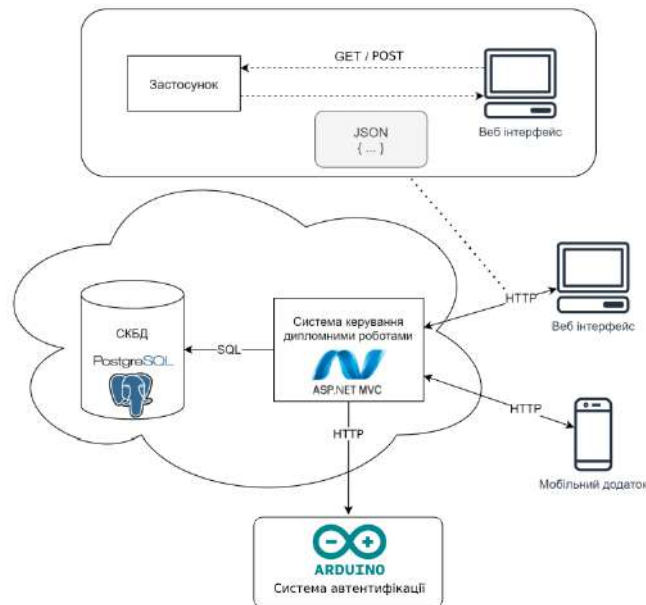 GET / POST
Застосунок
JSON
{ ... }
Веб інтерфейс
СКБД
PostgreSQL
SQL
Система керування
дипломними роботами
ASP.NET MVC
HTTP
Веб інтерфейс
HTTP
Мобільний додаток
HTTP
ARDUINO
Система автентифікації